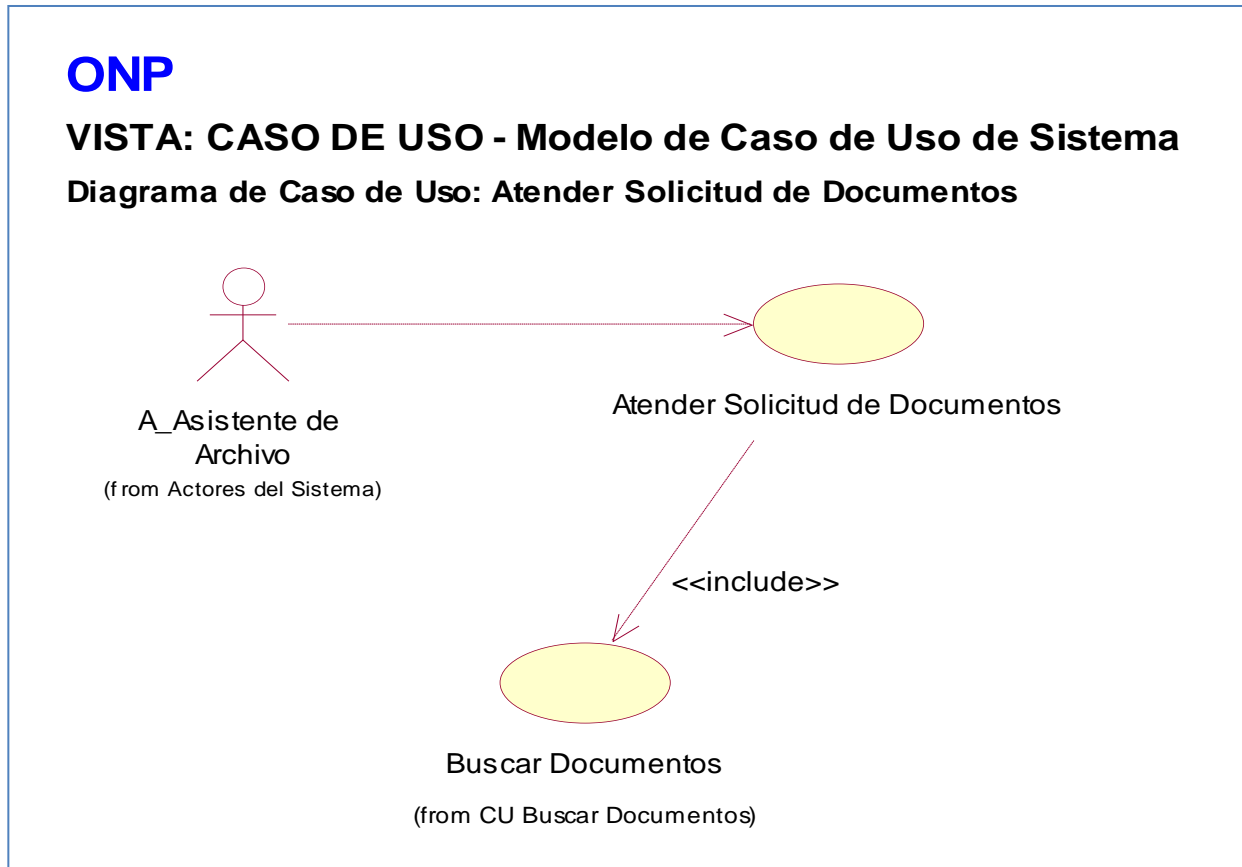 ONP
VISTA: CASO DE USO - Modelo de Caso de Uso de Sistema
Diagrama de Caso de Uso: Atender Solicitud de Documentos
A_Asistente de
Archivo
(from Actores del Sistema)
Atender Solicitud de Documentos
<<include>>
Buscar Documentos
(from CU Buscar Documentos)